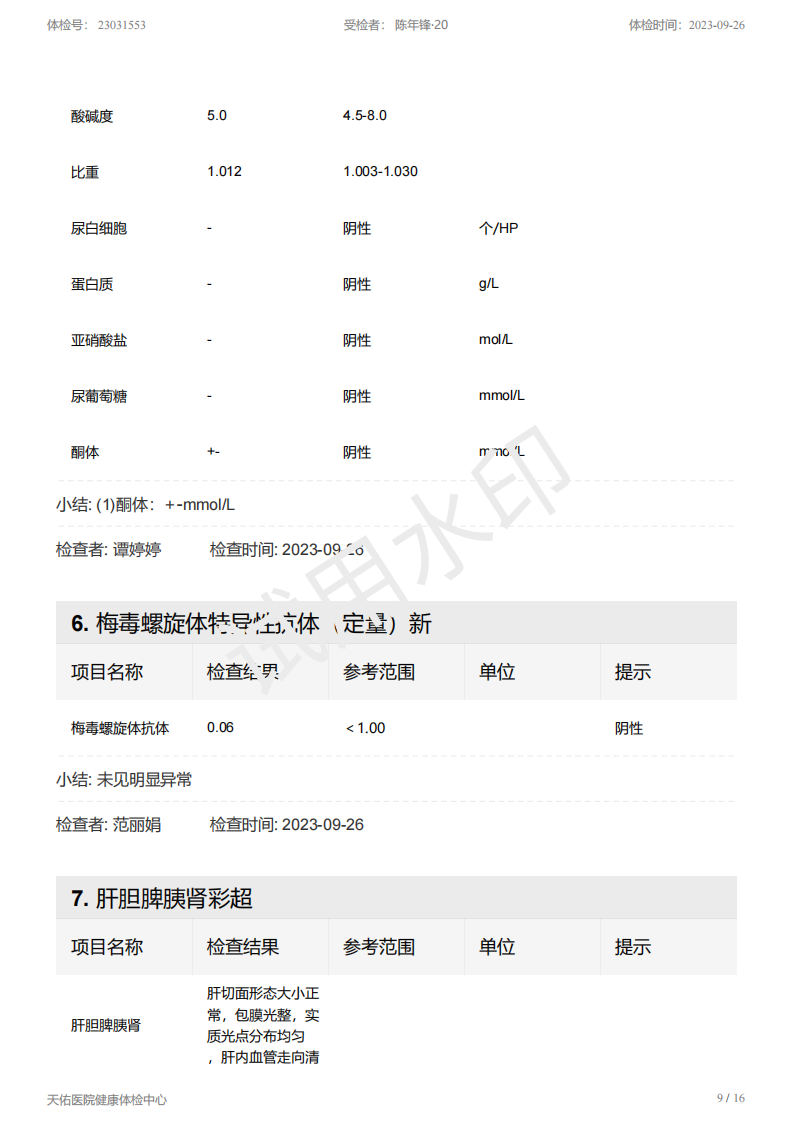 体检号： 23031553 受检者： 陈年锋·20 体检时间：2023-09-26
酸碱度 5.0 4.5-8.0
比重 1.012 1.003-1.030
尿白细胞 - 阴性 个/HP
蛋白质 - 阴性 g/L
亚硝酸盐 - 阴性 mol/L
尿葡萄糖 - 阴性 mmol/L
酮体 +- 阴性 mmol/L
小结: (1)酮体：+-mmol/L
检查者: 谭婷婷 检查时间: 2023-09-26
试用水印
6. 梅毒螺旋体特异性抗体（定量）新
项目名称 检查结果 参考范围 单位 提示
梅毒螺旋体抗体 0.06 ＜1.00 阴性
小结: 未见明显异常
检查者: 范丽娟 检查时间: 2023-09-26
7. 肝胆脾胰肾彩超
项目名称 检查结果 参考范围 单位 提示
肝胆脾胰肾
肝切面形态大小正
常，包膜光整，实
质光点分布均匀
，肝内血管走向清
天佑医院健康体检中心 9 / 16